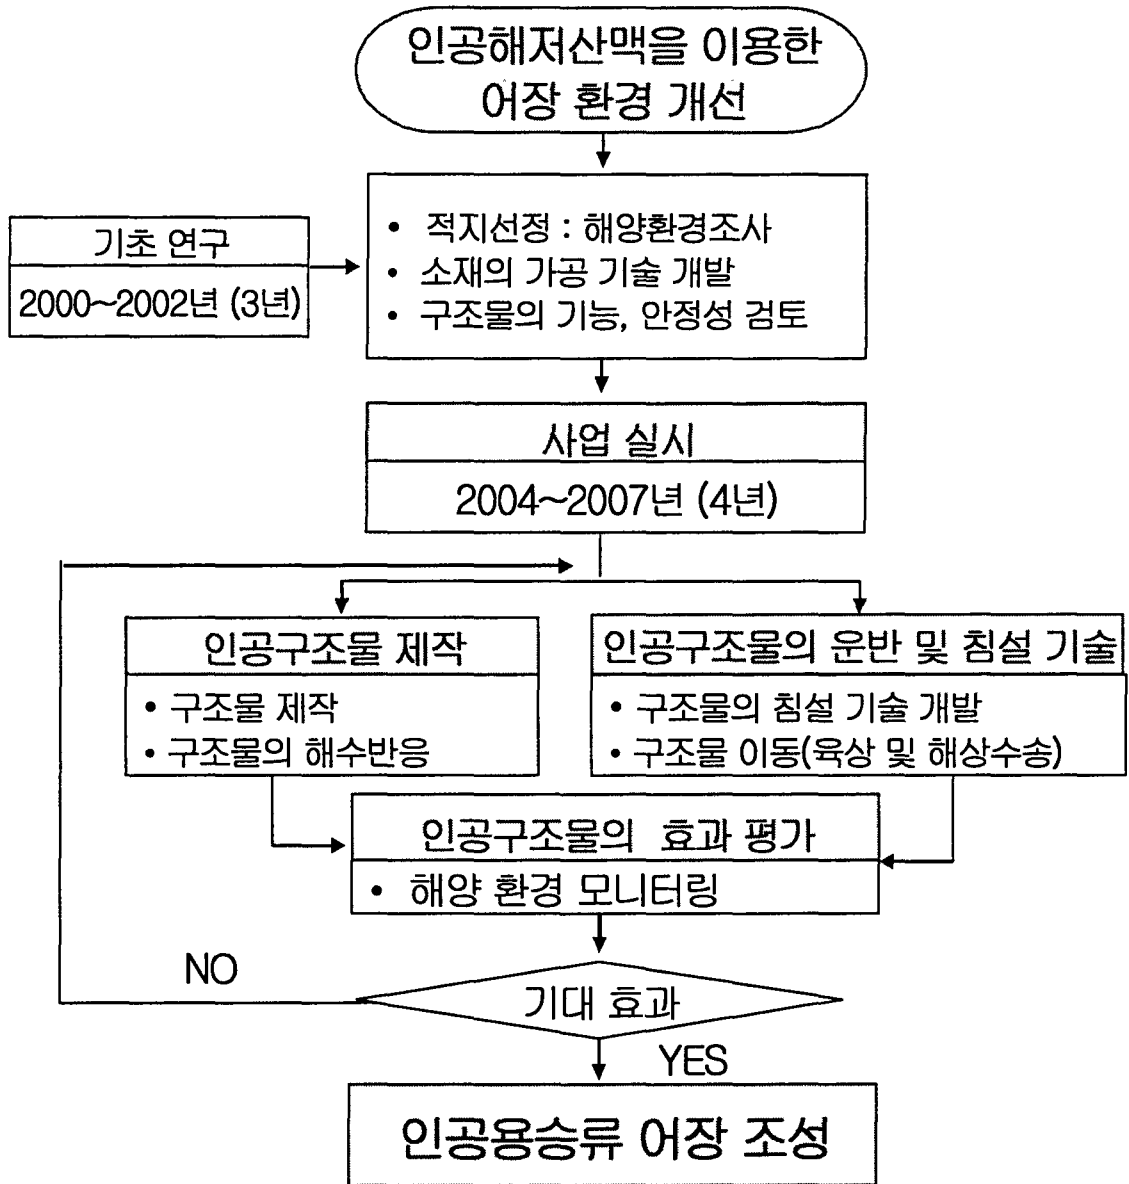 인공해저산맥을 이용한
어장 환경 개선
기초 연구
2000~2002년 (3년)
• 적지선정 : 해양환경조사
• 소재의 가공 기술 개발
• 구조물의 기능, 안정성 검토
사업 실시
2004~2007년 (4년)
인공구조물 제작
• 구조물 제작
• 구조물의 해수반응
인공구조물의 운반 및 침설 기술
• 구조물의 침설 기술 개발
• 구조물 이동(육상 및 해상수송)
인공구조물의 효과 평가
• 해양 환경 모니터링
NO
기대 효과
YES
인공용승류 어장 조성